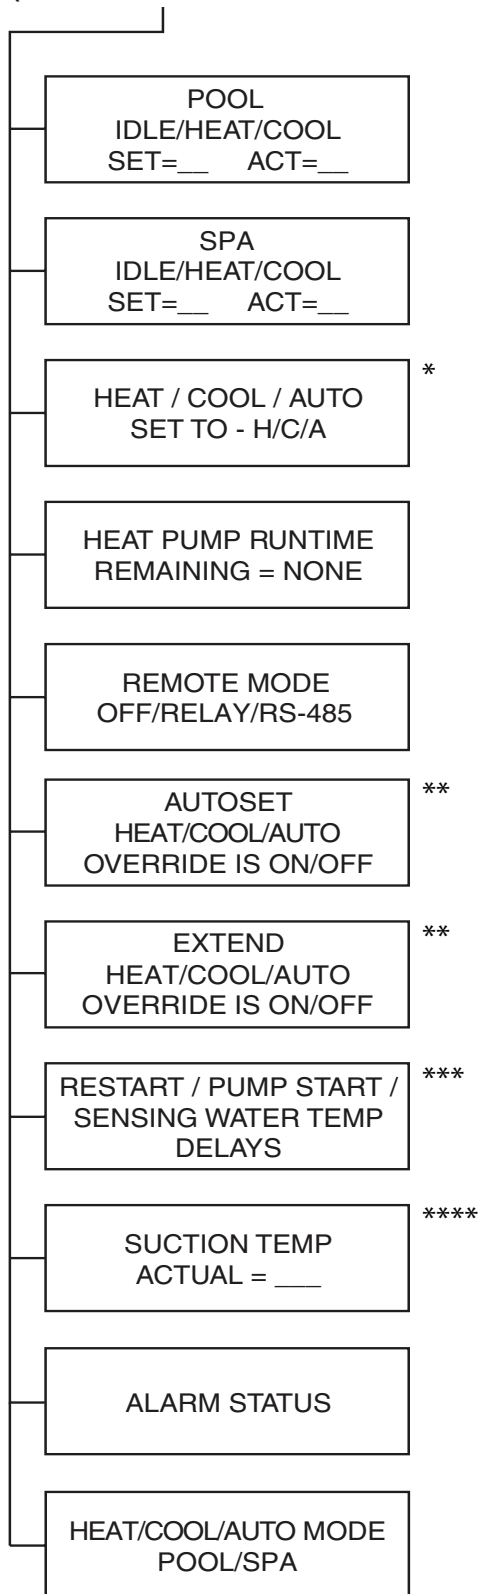 POOL
IDLE/HEAT/COOL
SET=__ ACT=__
SPA
IDLE/HEAT/COOL
SET=__ ACT=__
*
HEAT / COOL / AUTO
SET TO - H/C/A
HEAT PUMP RUNTIME
REMAINING = NONE
REMOTE MODE
OFF/RELAY/RS-485
**
AUTOSET
HEAT/COOL/AUTO
OVERRIDE IS ON/OFF
**
EXTEND
HEAT/COOL/AUTO
OVERRIDE IS ON/OFF
***
RESTART / PUMP START /
SENSING WATER TEMP
DELAYS
****
SUCTION TEMP
ACTUAL = ___
ALARM STATUS
HEAT/COOL/AUTO MODE
POOL/SPA